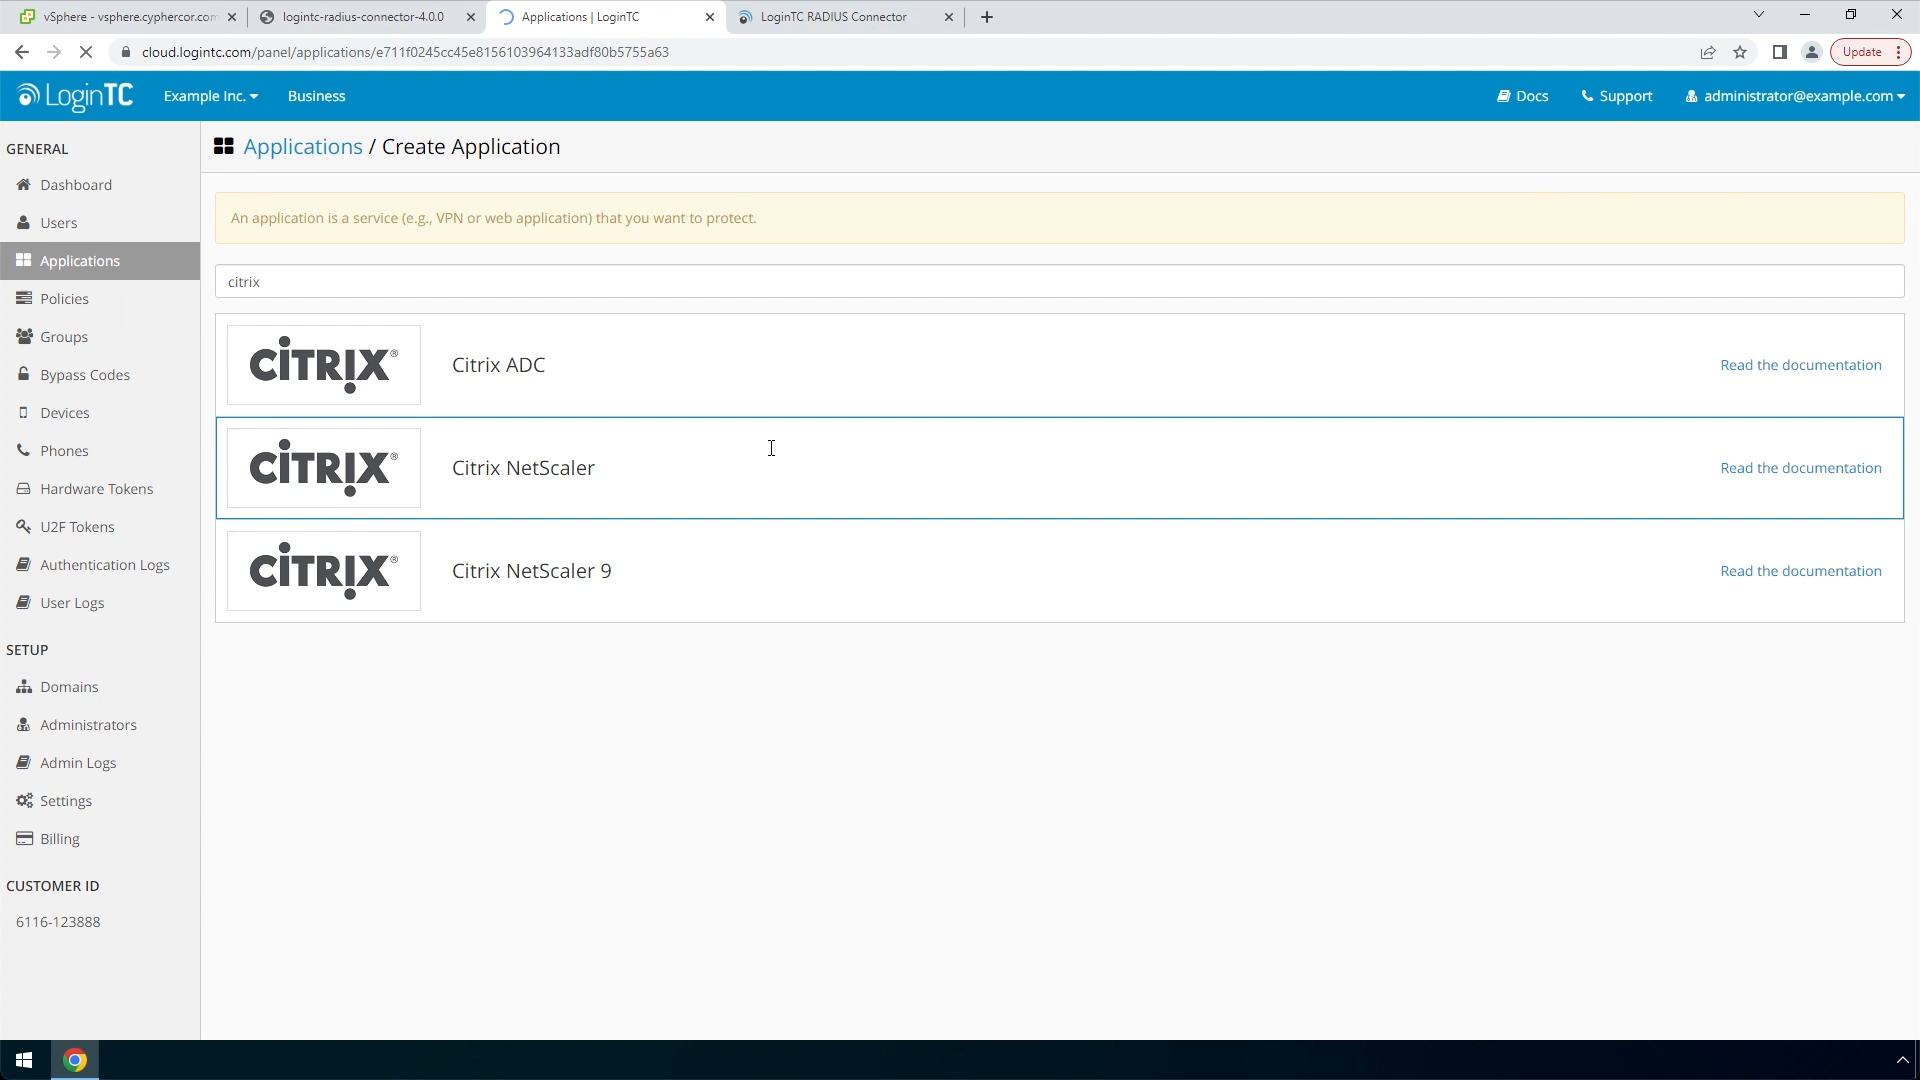 vSphere - vsphere.cyphercor.com
logintc-radius-connector-4.0.0
Applications | LoginTC
LoginTC RADIUS Connector
cloud.logintc.com/panel/applications/e711f0245cc45e8156103964133adf80b5755a63
Update
LoginTC
Example Inc.
Business
Docs
Support
administrator@example.com
GENERAL
Dashboard
Users
Applications
Policies
Groups
Bypass Codes
Devices
Phones
Hardware Tokens
U2F Tokens
Authentication Logs
User Logs
SETUP
Domains
Administrators
Admin Logs
Settings
Billing
CUSTOMER ID
6116-123888
Applications / Create Application
An application is a service (e.g., VPN or web application) that you want to protect.
citrix
CiTRIX®
Citrix ADC
Read the documentation
CiTRIX®
Citrix NetScaler
Read the documentation
CiTRIX®
Citrix NetScaler 9
Read the documentation